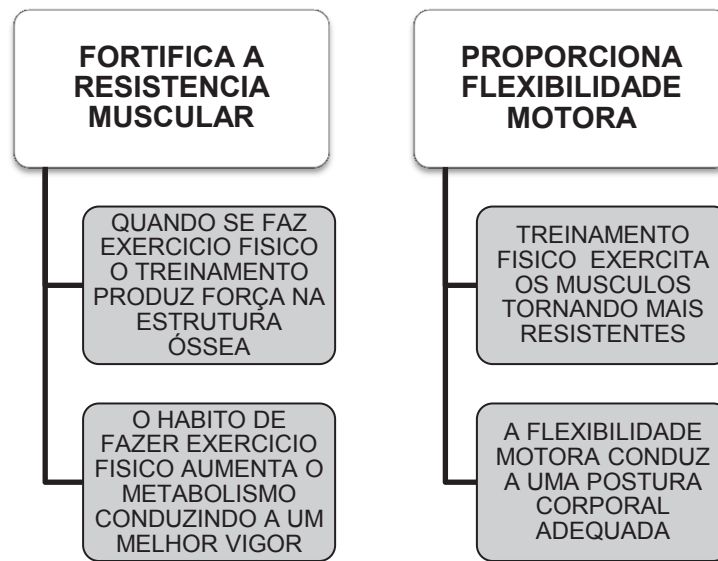 FORTIFICA A
RESISTENCIA
MUSCULAR
QUANDO SE FAZ
EXERCICIO FISICO
O TREINAMENTO
PRODUZ FORÇA NA
ESTRUTURA
ÓSSEA
O HABITO DE
FAZER EXERCICIO
FISICO AUMENTA O
METABOLISMO
CONDUZINDO A UM
MELHOR VIGOR
PROPORCIONA
FLEXIBILIDADE
MOTORA
TREINAMENTO
FISICO EXERCITA
OS MUSCULOS
TORNANDO MAIS
RESISTENTES
A FLEXIBILIDADE
MOTORA CONDUZ
A UMA POSTURA
CORPORAL
ADEQUADA